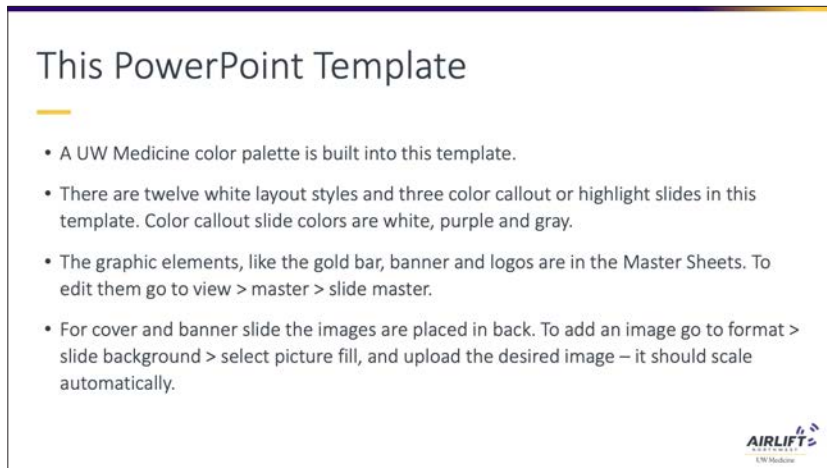 This PowerPoint Template
• A UW Medicine color palette is built into this template.
• There are twelve white layout styles and three color callout or highlight slides in this
template. Color callout slide colors are white, purple and gray.
• The graphic elements, like the gold bar, banner and logos are in the Master Sheets. To
edit them go to view > master > slide master.
• For cover and banner slide the images are placed in back. To add an image go to format >
slide background > select picture fill, and upload the desired image – it should scale
automatically.
AIRLIFT
NORTHWEST
UW Medicine